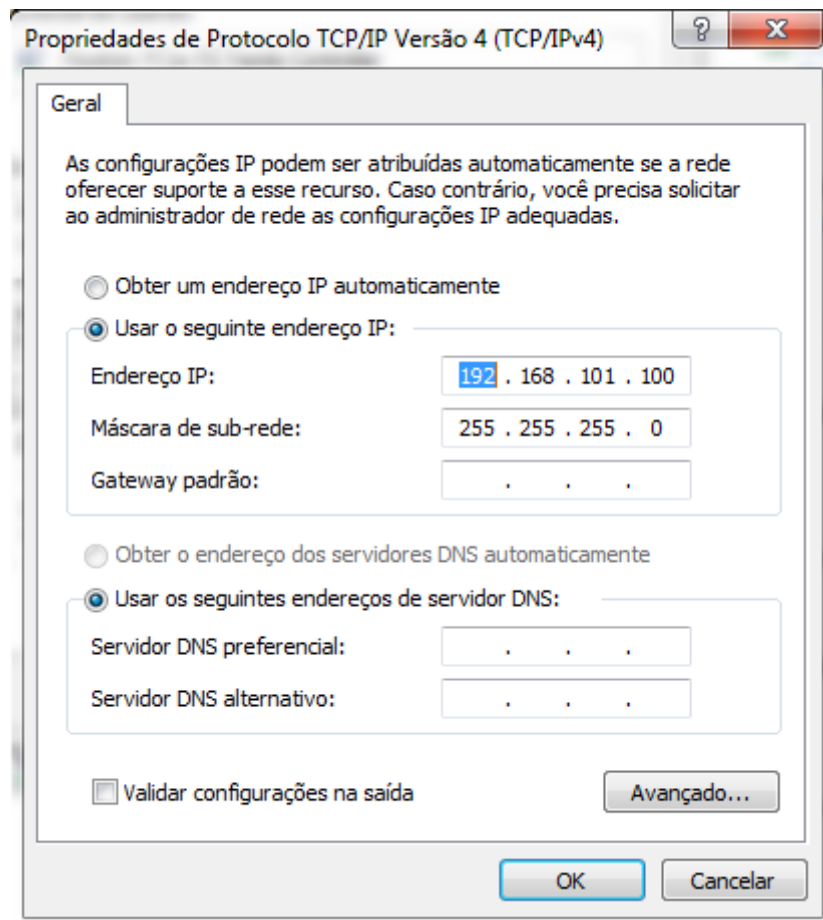 Propriedades de Protocolo TCP/IP Versão 4 (TCP/IPv4)
Geral
As configurações IP podem ser atribuídas automaticamente se a rede
oferecer suporte a esse recurso. Caso contrário, você precisa solicitar
ao administrador de rede as configurações IP adequadas.
Obter um endereço IP automaticamente
Usar o seguinte endereço IP:
Endereço IP: 192 . 168 . 101 . 100
Máscara de sub-rede: 255 . 255 . 255 . 0
Gateway padrão: . . .
Obter o endereço dos servidores DNS automaticamente
Usar os seguintes endereços de servidor DNS:
Servidor DNS preferencial: . . .
Servidor DNS alternativo: . . .
Validar configurações na saída
Avançado...
OK Cancelar